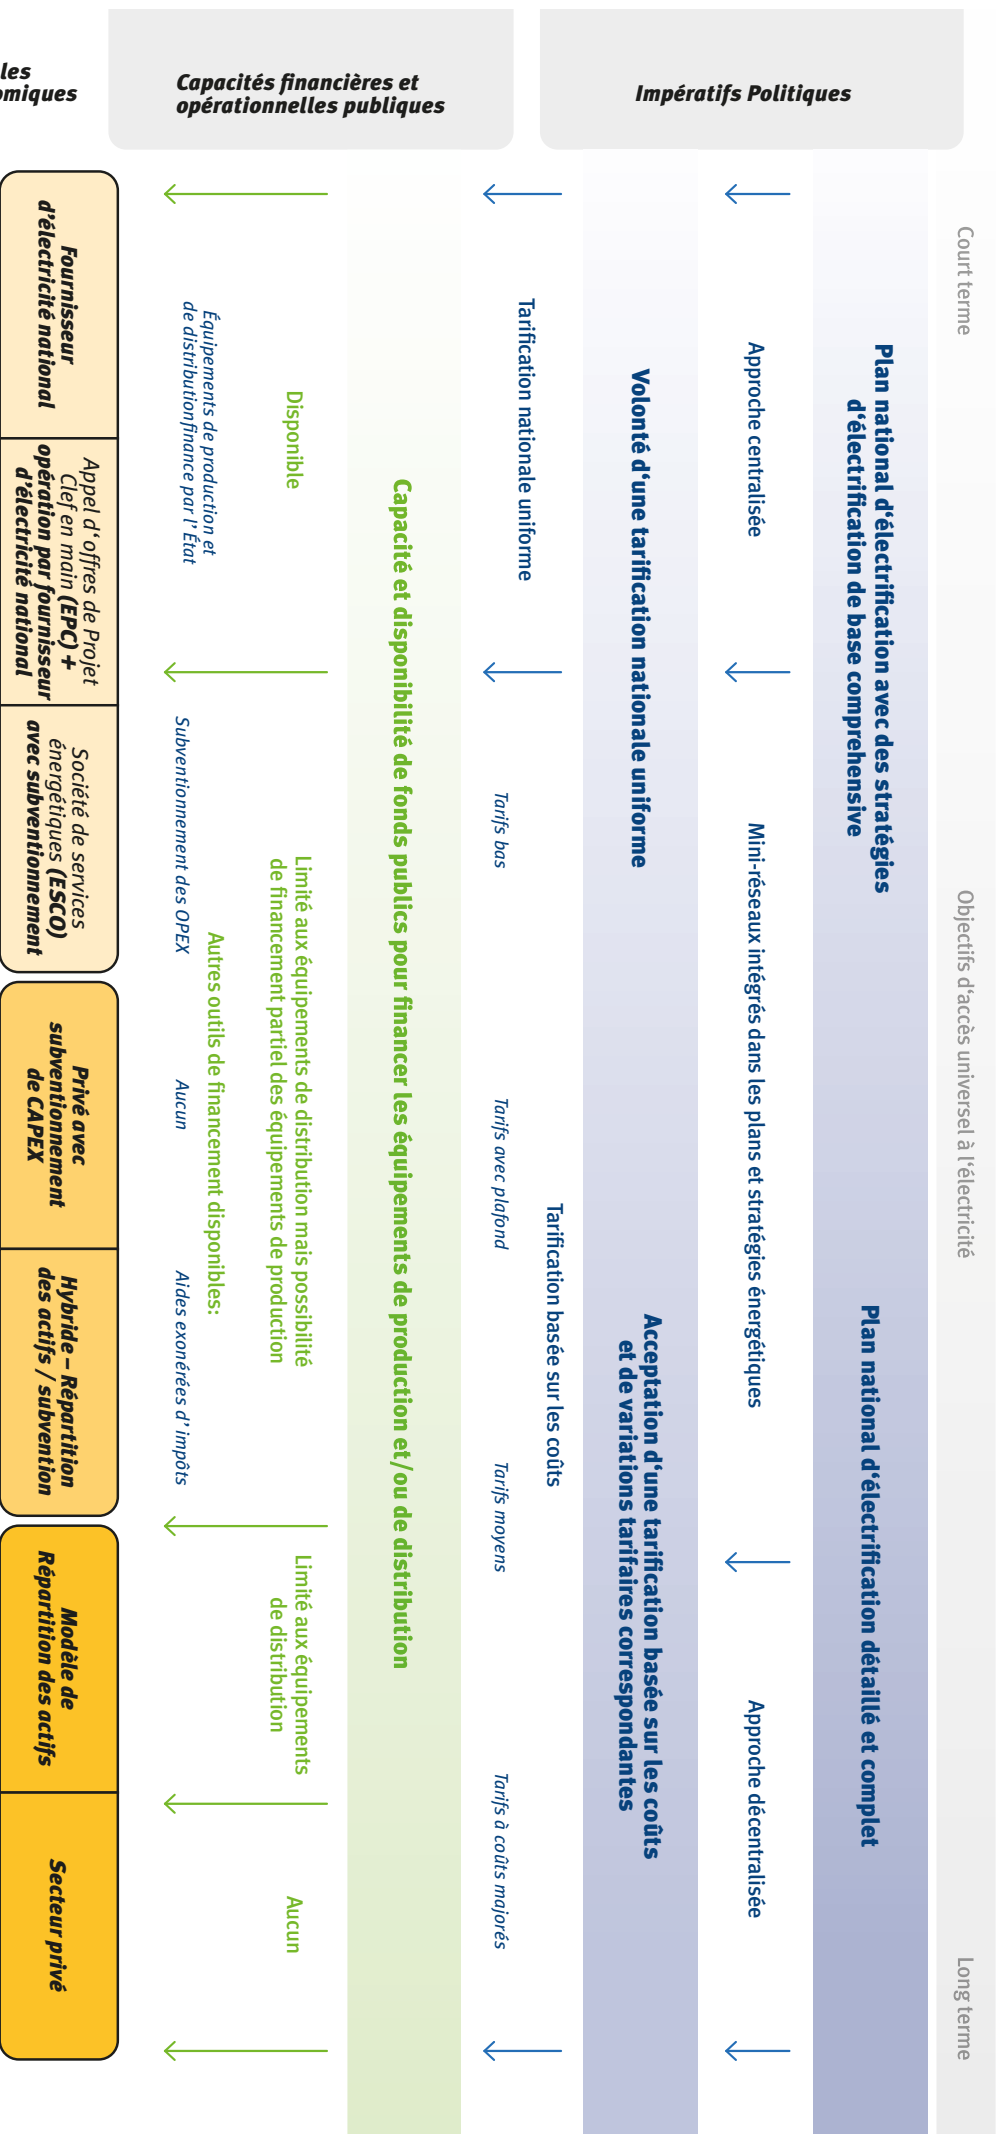 les
omiques
Capacités financières et
opérationnelles publiques
Impératifs Politiques
Court terme
Objectifs d‘accès universel à l‘électricité
Long terme
Plan national d‘électrification avec des stratégies
d‘électrification de base comprehensive
Plan national d‘électrification détaillé et complet
Approche centralisée
Mini-réseaux intégrés dans les plans et stratégies énergétiques
Approche décentralisée
Volonté d‘une tarification nationale uniforme
Acceptation d‘une tarification basée sur les coûts
et de variations tarifaires correspondantes
Tarification nationale uniforme
Tarification basée sur les coûts
Tarifs bas
Tarifs avec plafond
Tarifs moyens
Tarifs à coûts majorés
Capacité et disponibilité de fonds publics pour financer les équipements de production et/ou de distribution
Disponible
Équipements de production et
de distributionfinance par l’ État
Limité aux équipements de distribution mais possibilité
de financement partiel des équipements de production
Autres outils de financement disponibles:
Subventionnement des OPEX
Aucun
Aides exonérées d’ impôts
Limité aux équipements
de distribution
Aucun
Fournisseur
d’électricité national
Appel d‘offres de Projet
Clef en main (EPC) +
opération par fournisseur
d’électricité national
Société de services
énergétiques (ESCO)
avec subventionnement
Privé avec
subventionnement
de CAPEX
Hybride – Répartition
des actifs / subvention
Modèle de
Répartition des actifs
Secteur privé